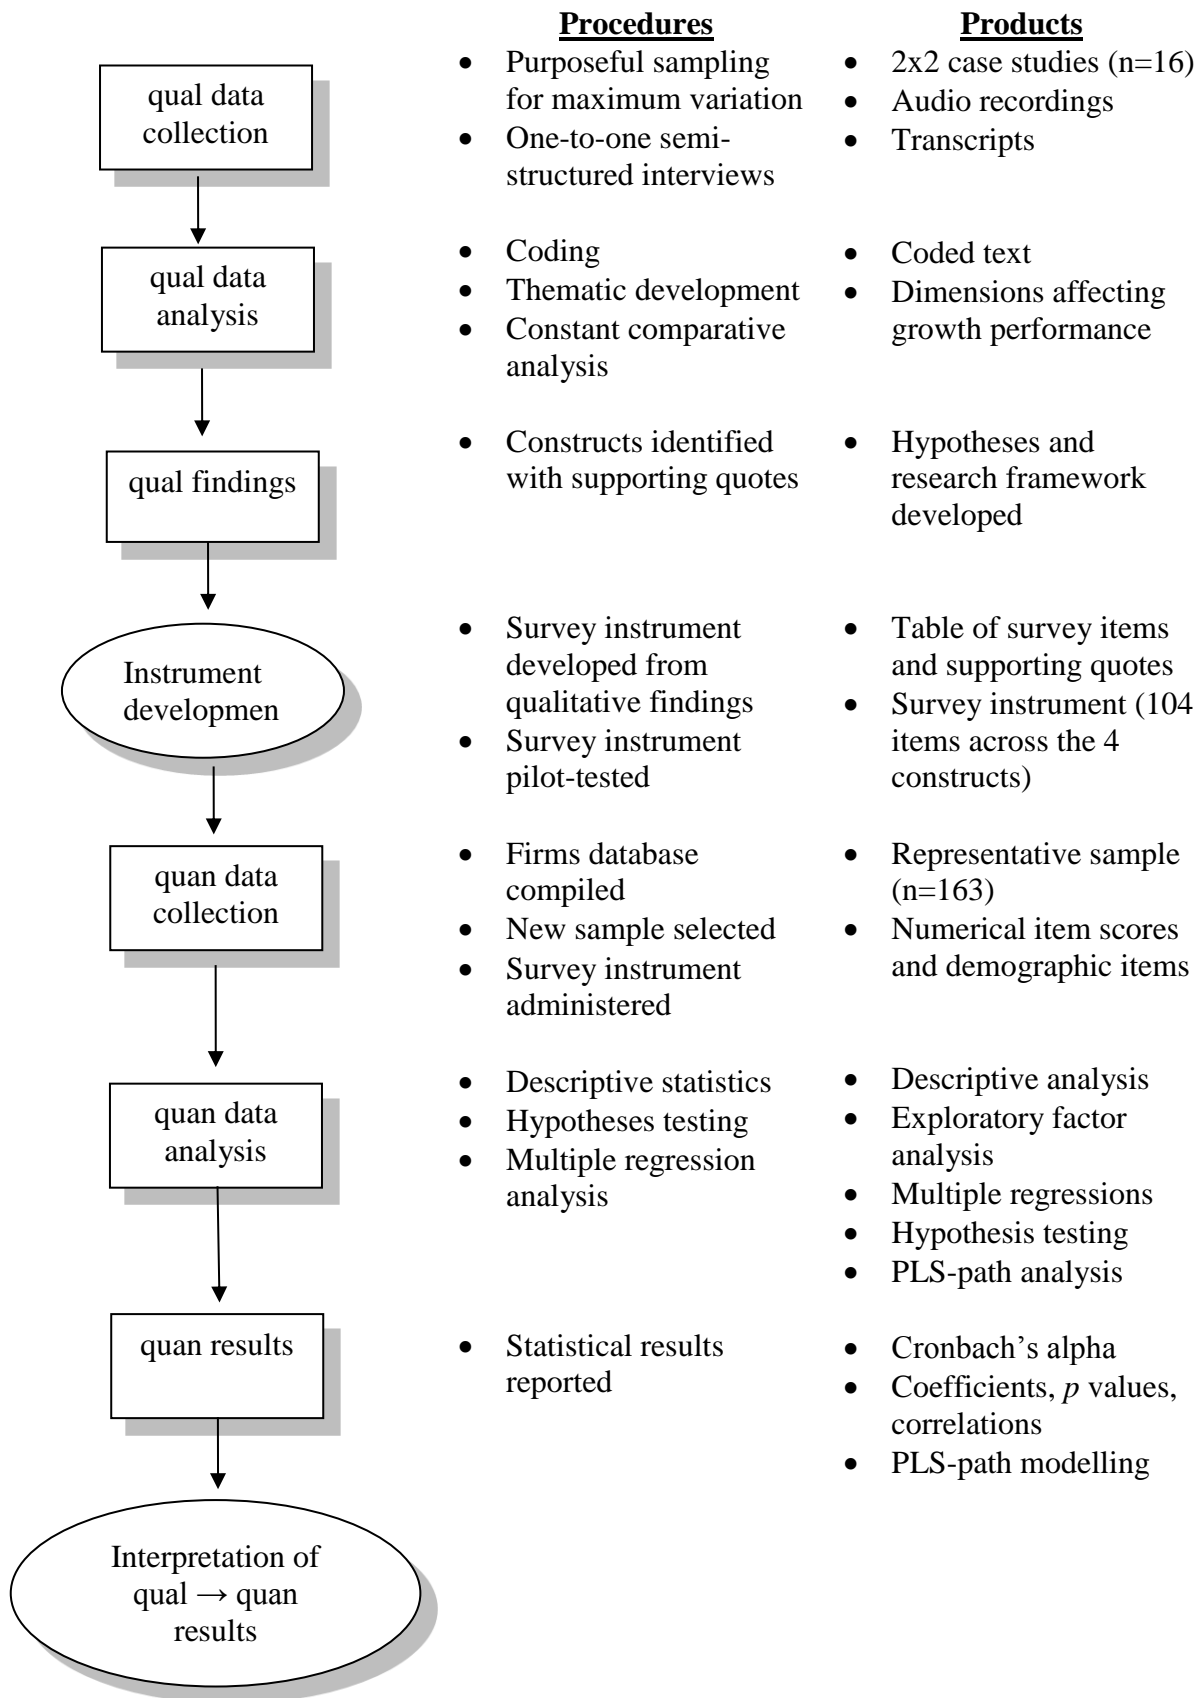 Procedures
Products
qual data
collection
• Purposeful sampling
for maximum variation
• One-to-one semi-
structured interviews
• 2x2 case studies (n=16)
• Audio recordings
• Transcripts
qual data
analysis
• Coding
• Thematic development
• Constant comparative
analysis
• Coded text
• Dimensions affecting
growth performance
qual findings
• Constructs identified
with supporting quotes
• Hypotheses and
research framework
developed
Instrument
developmen
• Survey instrument
developed from
qualitative findings
• Survey instrument
pilot-tested
• Table of survey items
and supporting quotes
• Survey instrument (104
items across the 4
constructs)
quan data
collection
• Firms database
compiled
• New sample selected
• Survey instrument
administered
• Representative sample
(n=163)
• Numerical item scores
and demographic items
quan data
analysis
• Descriptive statistics
• Hypotheses testing
• Multiple regression
analysis
• Descriptive analysis
• Exploratory factor
analysis
• Multiple regressions
• Hypothesis testing
• PLS-path analysis
quan results
• Statistical results
reported
• Cronbach’s alpha
• Coefficients, p values,
correlations
• PLS-path modelling
Interpretation of
qual → quan
results